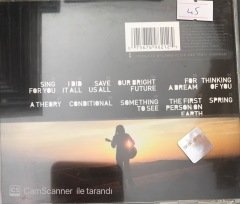 45
SING FOR YOU
I DID IT ALL
SAVE US ALL
OUR BRIGHT FUTURE
FOR A DREAM
THINKING OF YOU
A THEORY
CONDITIONAL
SOMETHING TO SEE
THE FIRST PERSON ON EARTH
SPRING
CS CamScanner ile tarandı